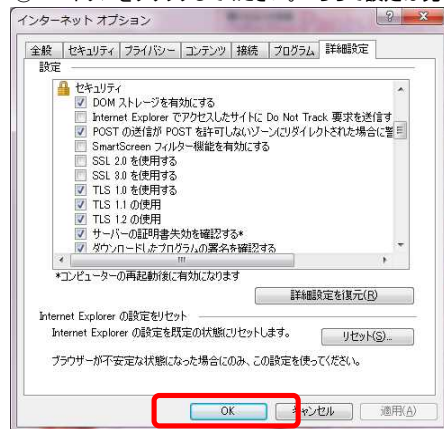 インターネット オプション
全般 セキュリティ プライバシー コンテンツ 接続 プログラム 詳細設定
設定
セキュリティ
DOM ストレージを有効にする
Internet Explorer でアクセスしたサイトに Do Not Track 要求を送信す
POST の送信が POST を許可しないゾーンにリダイレクトされた場合に警
SmartScreen フィルター機能を有効にする
SSL 2.0 を使用する
SSL 3.0 を使用する
TLS 1.0 を使用する
TLS 1.1 の使用
TLS 1.2 の使用
サーバーの証明書失効を確認する*
ダウンロードしたプログラムの署名を確認する
*コンピューターの再起動後に有効になります
詳細設定を復元(R)
Internet Explorer の設定をリセット
Internet Explorer の設定を既定の状態にリセットします。
リセット(S)...
ブラウザーが不安定な状態になった場合にのみ、この設定を使ってください。
OK キャンセル 適用(A)